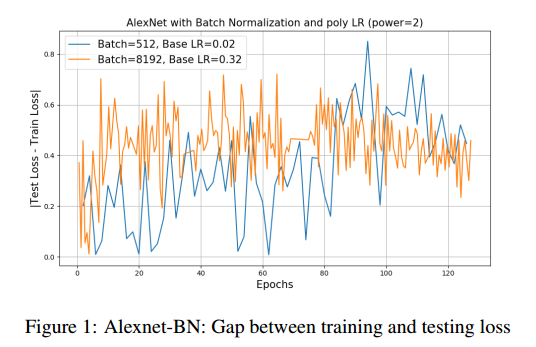 AlexNet with Batch Normalization and poly LR (power=2)
Batch=512, Base LR=0.02
Batch=8192, Base LR=0.32
|Test Loss - Train Loss|
0.8
0.6
0.4
0.2
0.0
0 20 40 60 80 100 120
Epochs
Figure 1: Alexnet-BN: Gap between training and testing loss